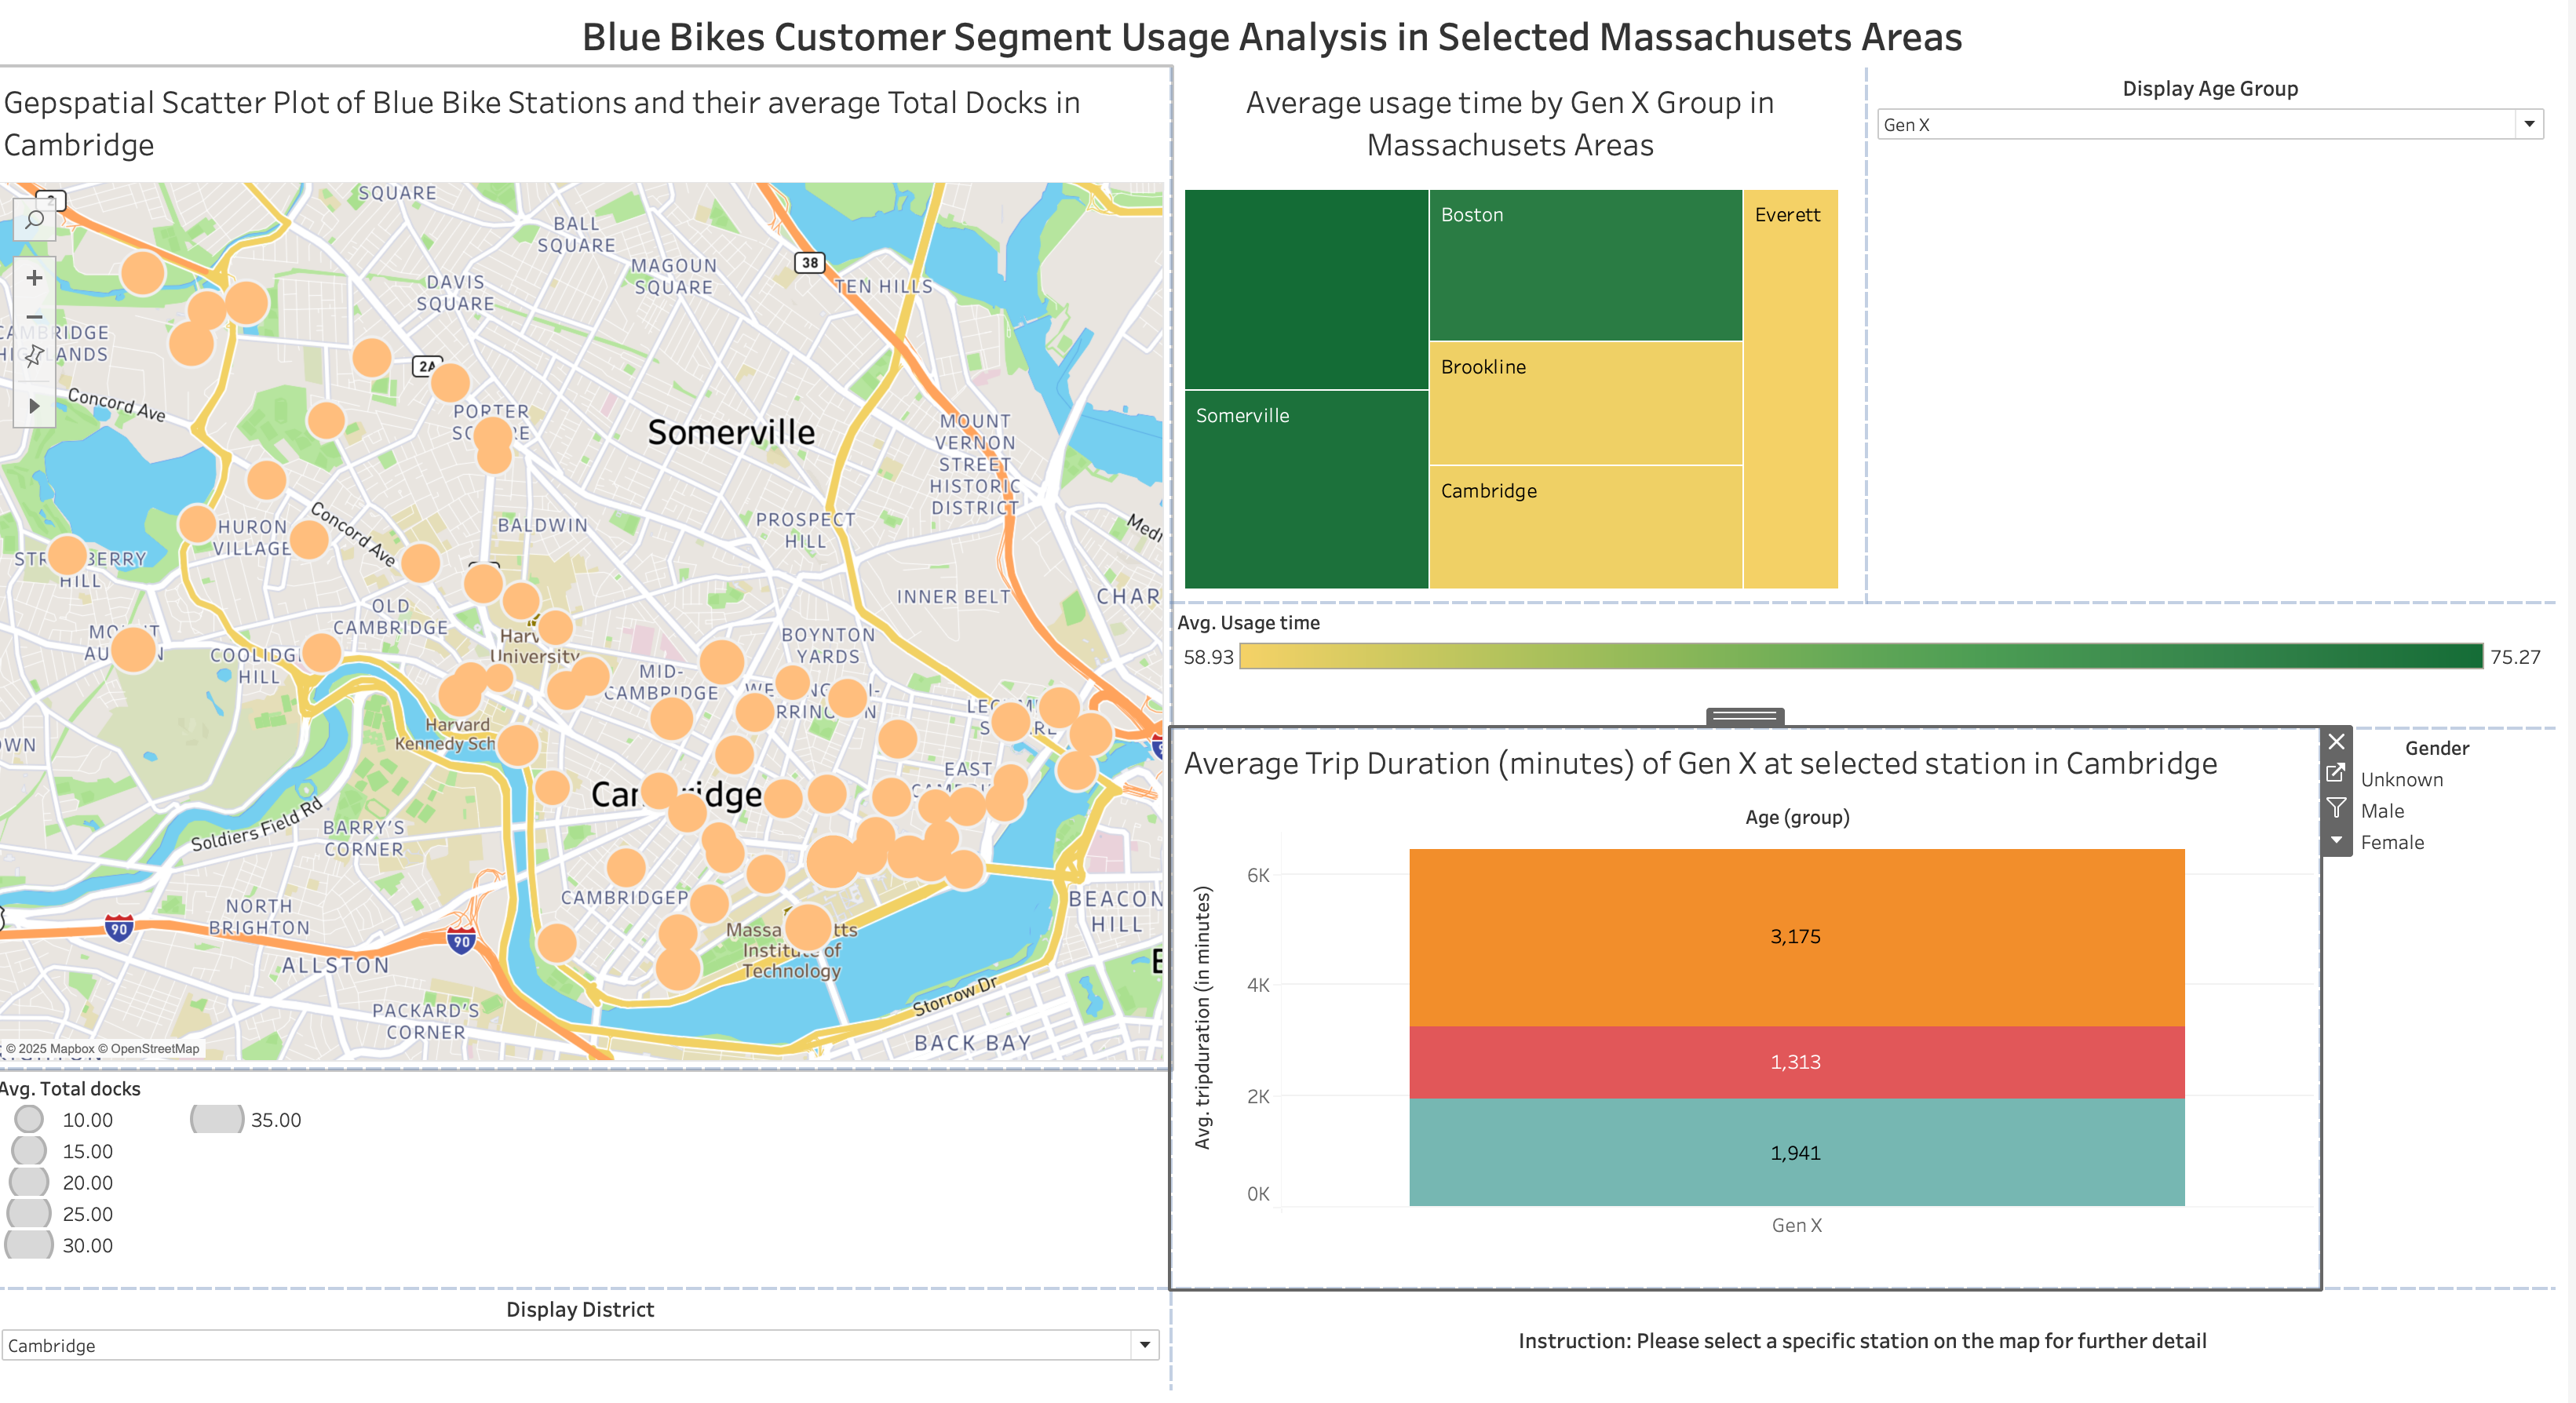 Blue Bikes Customer Segment Usage Analysis in Selected Massachusets Areas
Gepspatial Scatter Plot of Blue Bike Stations and their average Total Docks in
Cambridge
SQUARE
BALL
SQUARE
MAGOUN
SQUARE
38
TEN HILLS
DAVIS
SQUARE
2A
Concord Ave
PORTER
Somerville
MOUNT
VERNON
STREET
HISTORIC
DISTRICT
HURON
VILLAGE
Concord Ave
BALDWIN
PROSPECT
HILL
HILL
OLD
CAMBRIDGE
INNER BELT
University
BOYNTON
YARDS
HILL
MID-
CAMBRIDGE
Harvard
EAST
Soldiers Field Rd
BARRY'S
CORNER
NORTH
BRIGHTON
90
90
ALLSTON
BEACON
HILL
Technology
PACKARD'S
CORNER
Storrow Dr
BACK BAY
© 2025 Mapbox © OpenStreetMap
Avg. Total docks
10.00
15.00
20.00
25.00
30.00
35.00
Display District
Cambridge
Average usage time by Gen X Group in
Massachusets Areas
Boston
Everett
Brookline
Somerville
Cambridge
Display Age Group
Gen X
Avg. Usage time
58.93
75.27
Average Trip Duration (minutes) of Gen X at selected station in Cambridge
Age (group)
Avg. tripduration (in minutes)
6K
4K
2K
0K
3,175
1,313
1,941
Gen X
Gender
Unknown
Male
Female
Instruction: Please select a specific station on the map for further detail